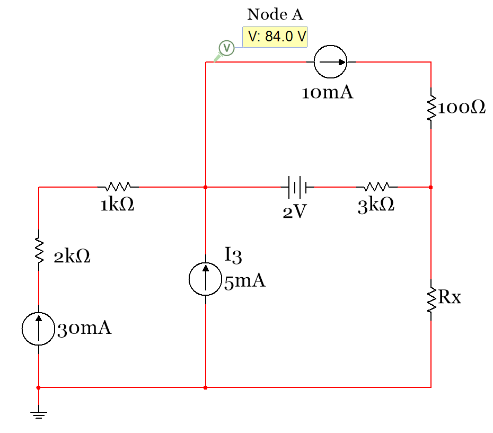 Node A
V
V: 84.0 V
10mA
100Ω
1kΩ
2V
3kΩ
2kΩ
I3
5mA
Rx
30mA